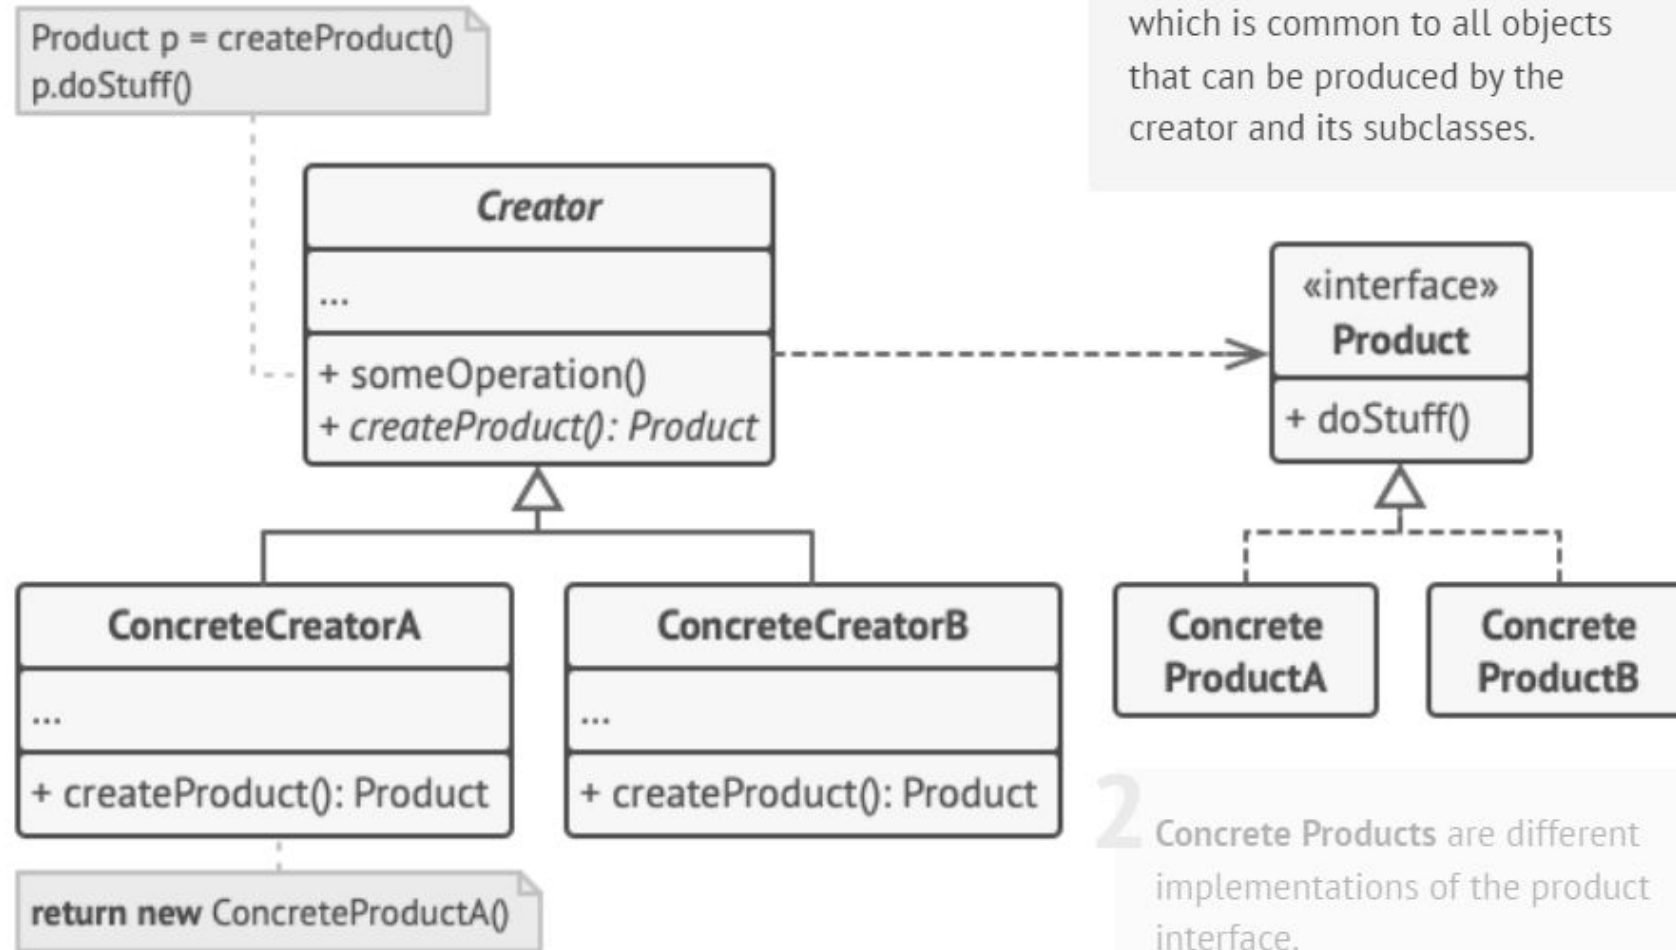 Product p = createProduct()
p.doStuff()
which is common to all objects
that can be produced by the
creator and its subclasses.
Creator
...
+ someOperation()
+ createProduct(): Product
«interface»
Product
+ doStuff()
ConcreteCreatorA
...
+ createProduct(): Product
ConcreteCreatorB
...
+ createProduct(): Product
Concrete
ProductA
Concrete
ProductB
return new ConcreteProductA()
2
Concrete Products are different
implementations of the product
interface.